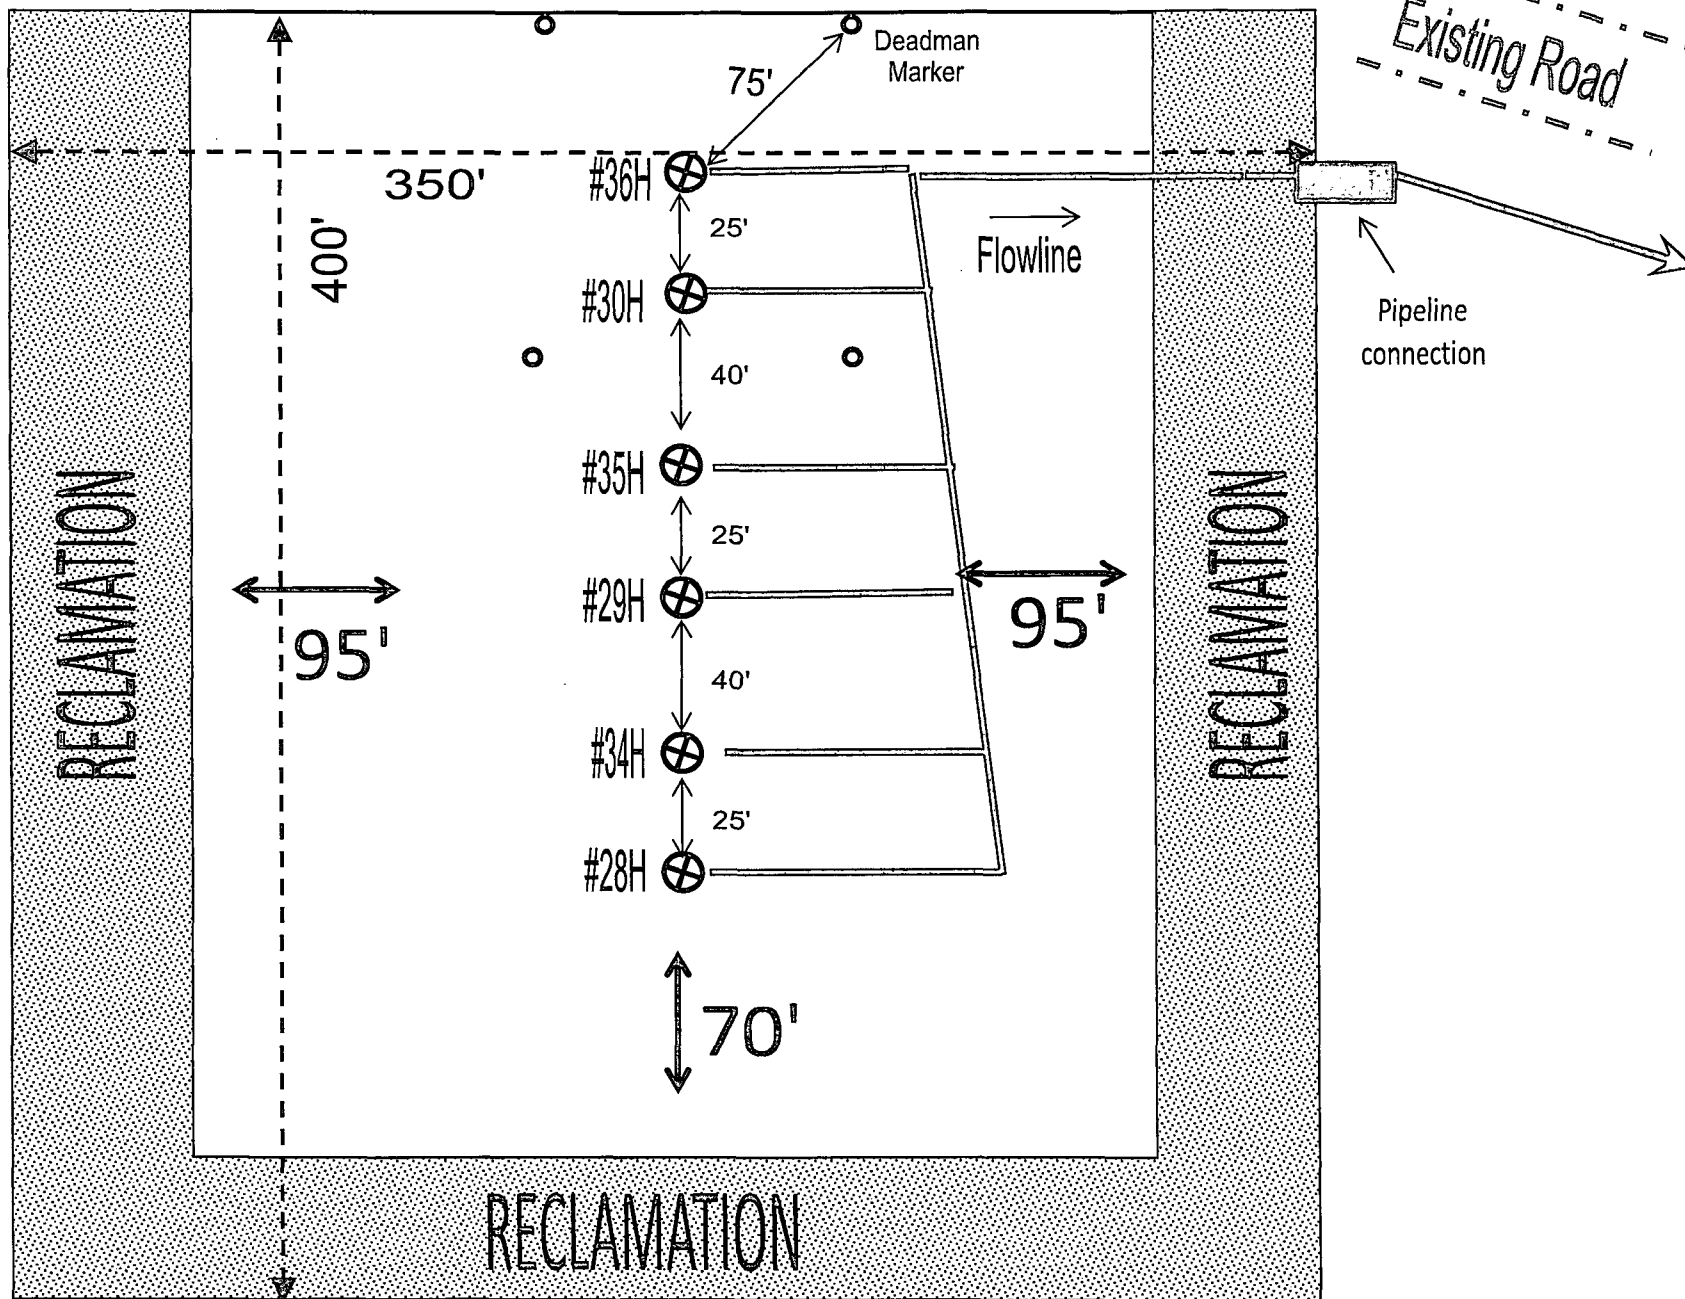 Existing Road
Deadman
Marker
75'
350'
400'
#36H
25'
Flowline
#30H
Pipeline
connection
40'
#35H
25'
#29H
95'
95'
RECLAMATION
RECLAMATION
40'
#34H
25'
#28H
70'
RECLAMATION